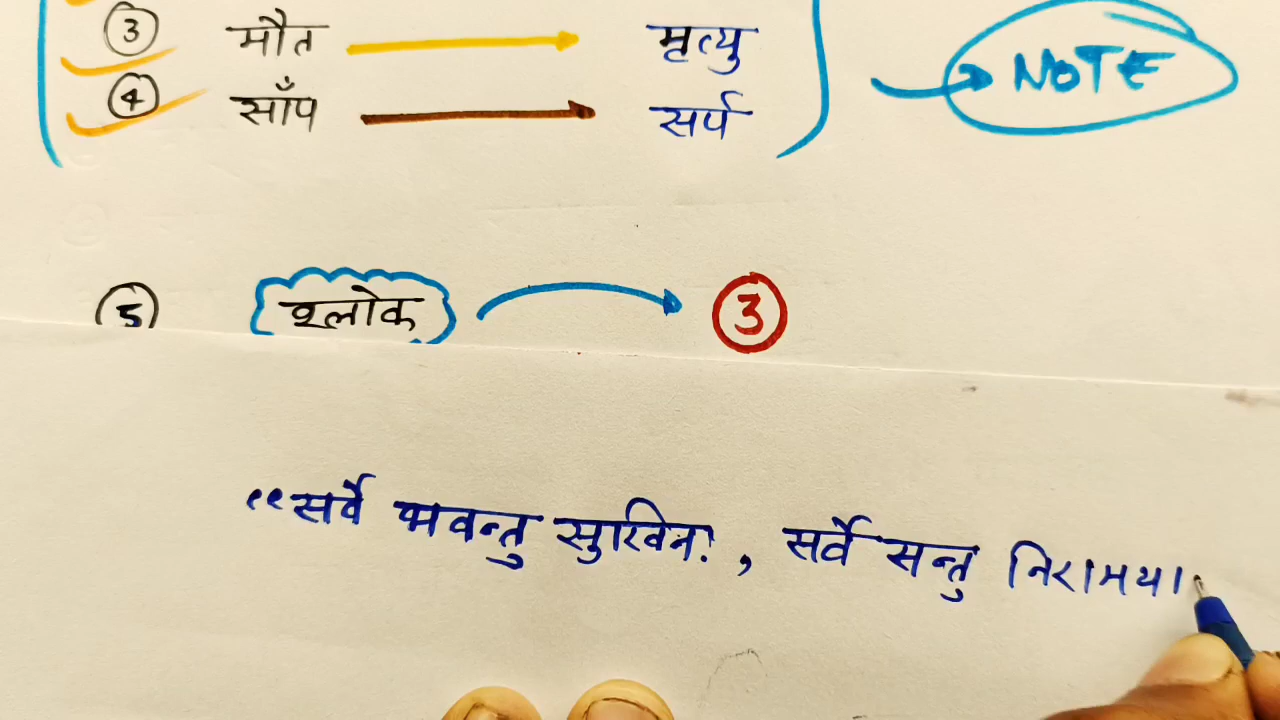 ③ मौत → मृत्यु
④ साँप → सर्प
→ NOTE
⑤ श्लोक → ③
“सर्वे भवन्तु सुखिनः, सर्वे सन्तु निरामया